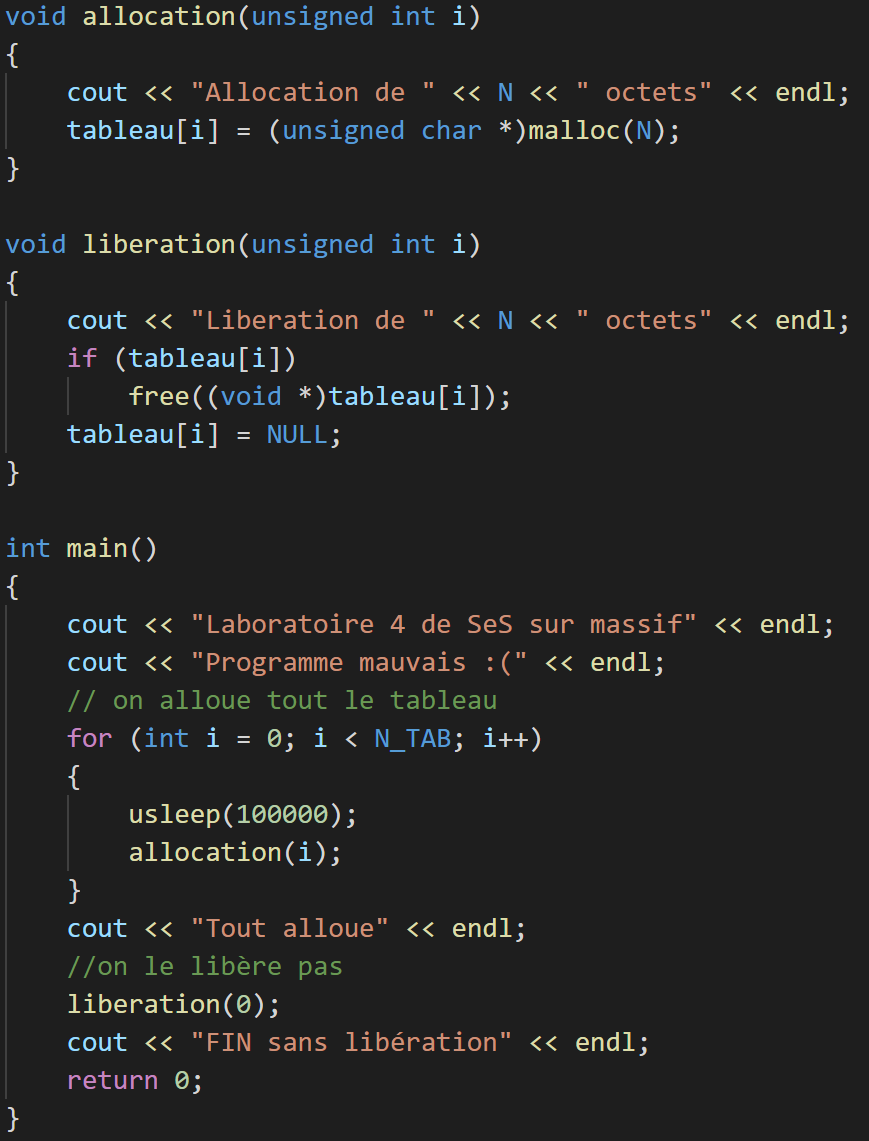 void allocation(unsigned int i)
{
    cout << "Allocation de " << N << " octets" << endl;
    tableau[i] = (unsigned char *)malloc(N);
}

void liberation(unsigned int i)
{
    cout << "Liberation de " << N << " octets" << endl;
    if (tableau[i])
        free((void *)tableau[i]);
    tableau[i] = NULL;
}

int main()
{
    cout << "Laboratoire 4 de SeS sur massif" << endl;
    cout << "Programme mauvais :(" << endl;
    // on alloue tout le tableau
    for (int i = 0; i < N_TAB; i++)
    {
        usleep(100000);
        allocation(i);
    }
    cout << "Tout alloue" << endl;
    //on le libère pas
    liberation(0);
    cout << "FIN sans libération" << endl;
    return 0;
}